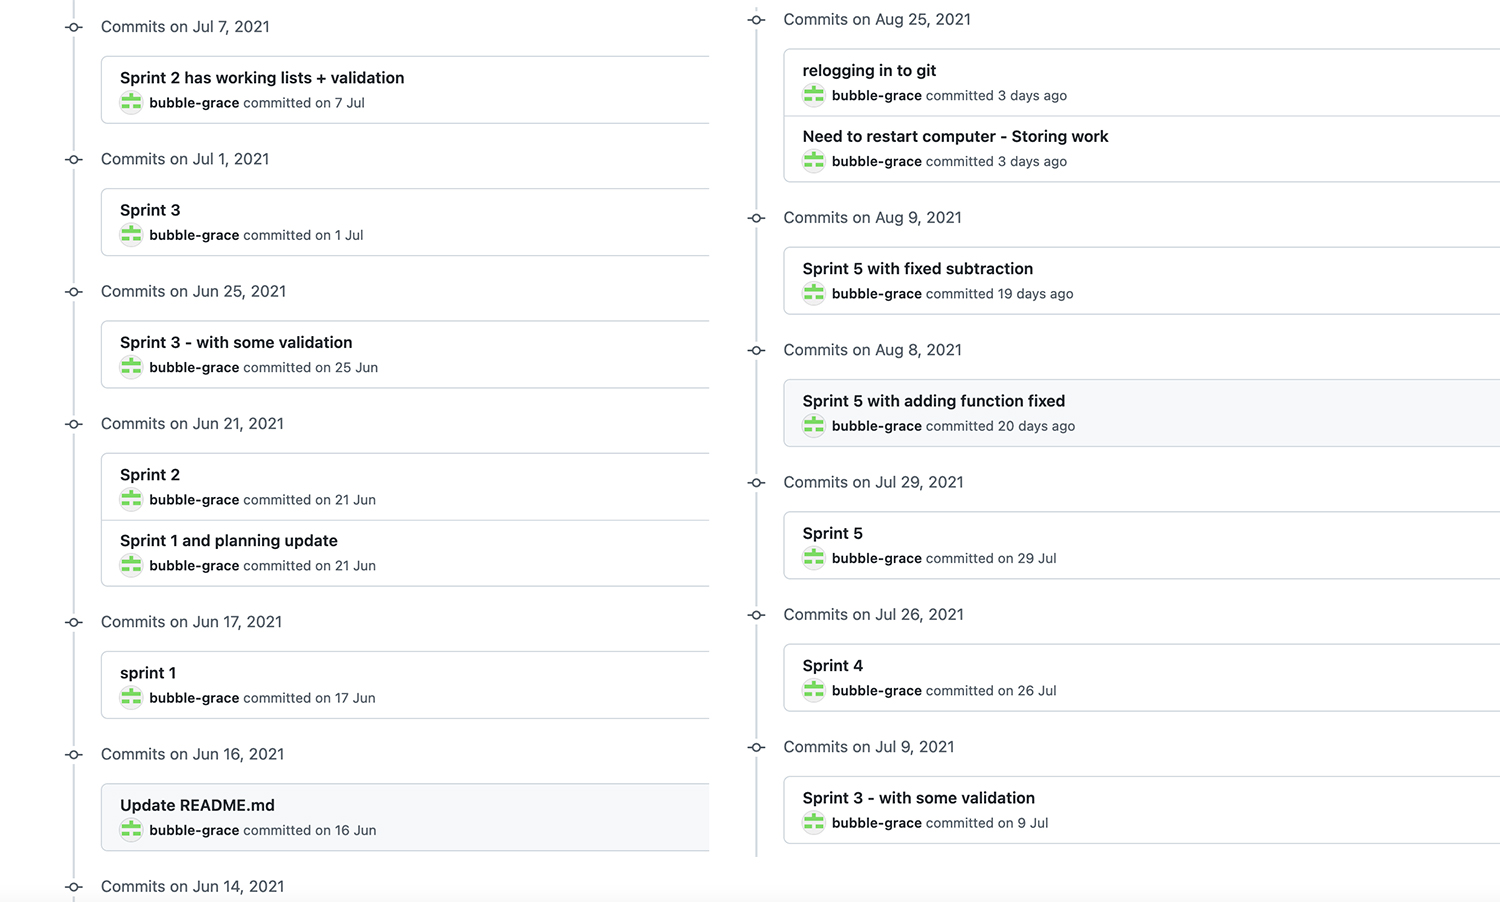 Commits on Jul 7, 2021
Sprint 2 has working lists + validation
bubble-grace committed on 7 Jul
Commits on Jul 1, 2021
Sprint 3
bubble-grace committed on 1 Jul
Commits on Jun 25, 2021
Sprint 3 - with some validation
bubble-grace committed on 25 Jun
Commits on Jun 21, 2021
Sprint 2
bubble-grace committed on 21 Jun
Sprint 1 and planning update
bubble-grace committed on 21 Jun
Commits on Jun 17, 2021
sprint 1
bubble-grace committed on 17 Jun
Commits on Jun 16, 2021
Update README.md
bubble-grace committed on 16 Jun
Commits on Jun 14, 2021
Commits on Aug 25, 2021
relogging in to git
bubble-grace committed 3 days ago
Need to restart computer - Storing work
bubble-grace committed 3 days ago
Commits on Aug 9, 2021
Sprint 5 with fixed subtraction
bubble-grace committed 19 days ago
Commits on Aug 8, 2021
Sprint 5 with adding function fixed
bubble-grace committed 20 days ago
Commits on Jul 29, 2021
Sprint 5
bubble-grace committed on 29 Jul
Commits on Jul 26, 2021
Sprint 4
bubble-grace committed on 26 Jul
Commits on Jul 9, 2021
Sprint 3 - with some validation
bubble-grace committed on 9 Jul